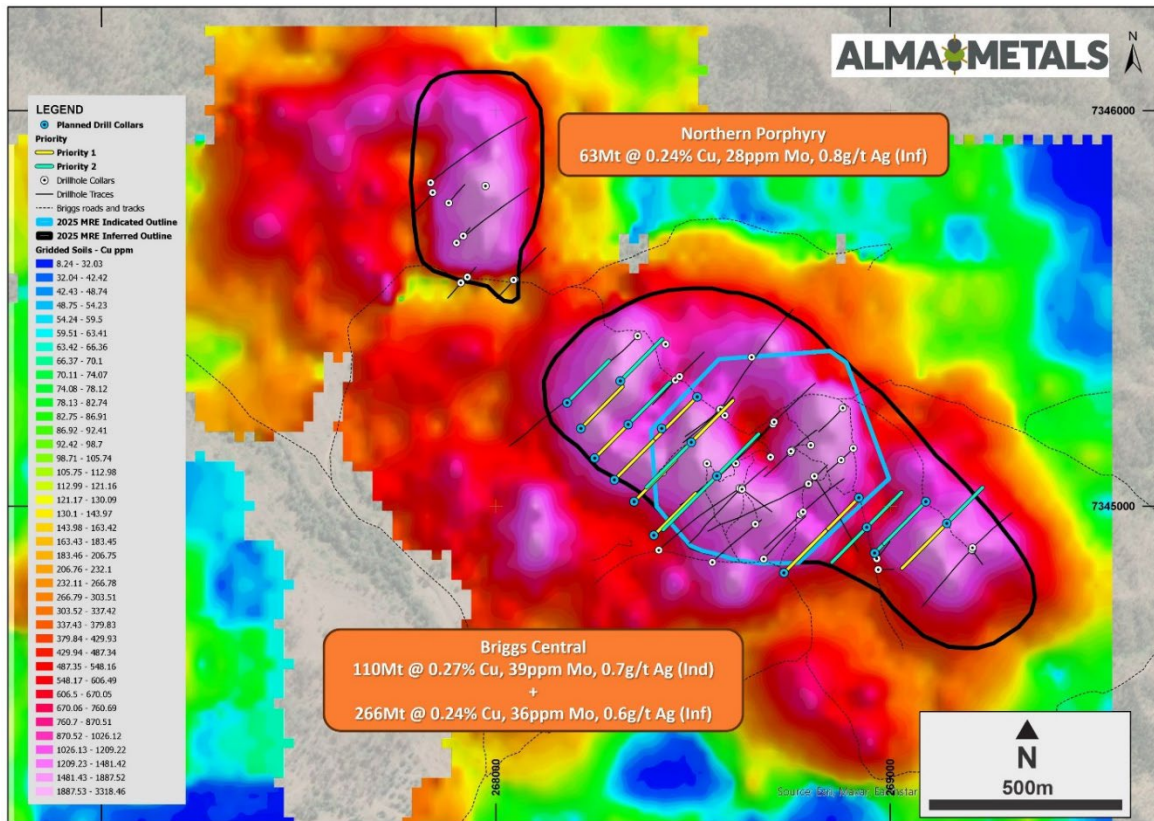 ALMA METALS
N
LEGEND
Planned Drill Collars
Priority
Priority 1
Priority 2
Drillhole Collars
Drillhole Traces
Briggs roads and tracks
2025 MRE Indicated Outline
2025 MRE Inferred Outline
Gridded Soils - Cu ppm
8.24 - 32.03
32.04 - 42.42
42.43 - 48.74
48.75 - 54.23
54.24 - 59.5
59.51 - 63.41
63.42 - 66.36
66.37 - 70.1
70.11 - 74.07
74.08 - 78.12
78.13 - 82.74
82.75 - 86.91
86.92 - 92.41
92.42 - 98.7
98.71 - 105.74
105.75 - 112.98
112.99 - 121.16
121.17 - 130.09
130.1 - 143.97
143.98 - 163.42
163.43 - 183.45
183.46 - 206.75
206.76 - 232.1
232.11 - 266.78
266.79 - 303.51
303.52 - 337.42
337.43 - 379.83
379.84 - 429.93
429.94 - 487.34
487.35 - 548.16
548.17 - 606.49
606.5 - 670.05
670.06 - 760.69
760.7 - 870.51
870.52 - 1026.12
1026.13 - 1209.22
1209.23 - 1481.42
1481.43 - 1887.52
1887.53 - 3318.46
Northern Porphyry
63Mt @ 0.24% Cu, 28ppm Mo, 0.8g/t Ag (Inf)
7346000
7345000
Briggs Central
110Mt @ 0.27% Cu, 39ppm Mo, 0.7g/t Ag (Ind)
+
266Mt @ 0.24% Cu, 36ppm Mo, 0.6g/t Ag (Inf)
268000
269000
Source: Esri, Maxar, Earthstar
N
500m